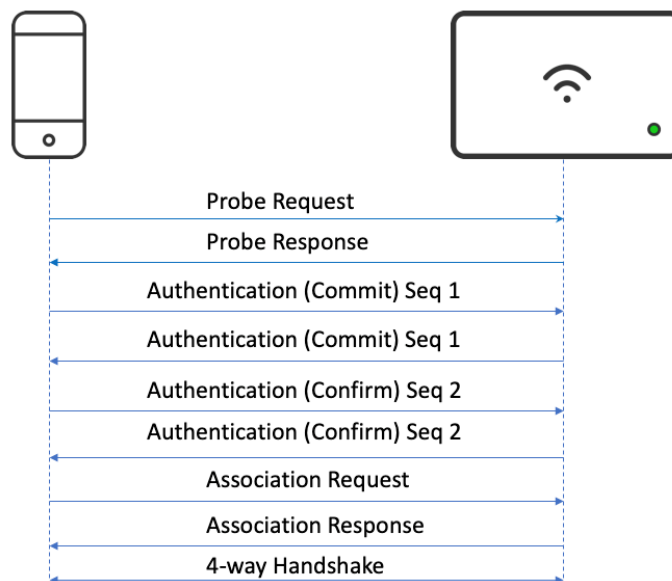 Probe Request
Probe Response
Authentication (Commit) Seq 1
Authentication (Commit) Seq 1
Authentication (Confirm) Seq 2
Authentication (Confirm) Seq 2
Association Request
Association Response
4-way Handshake